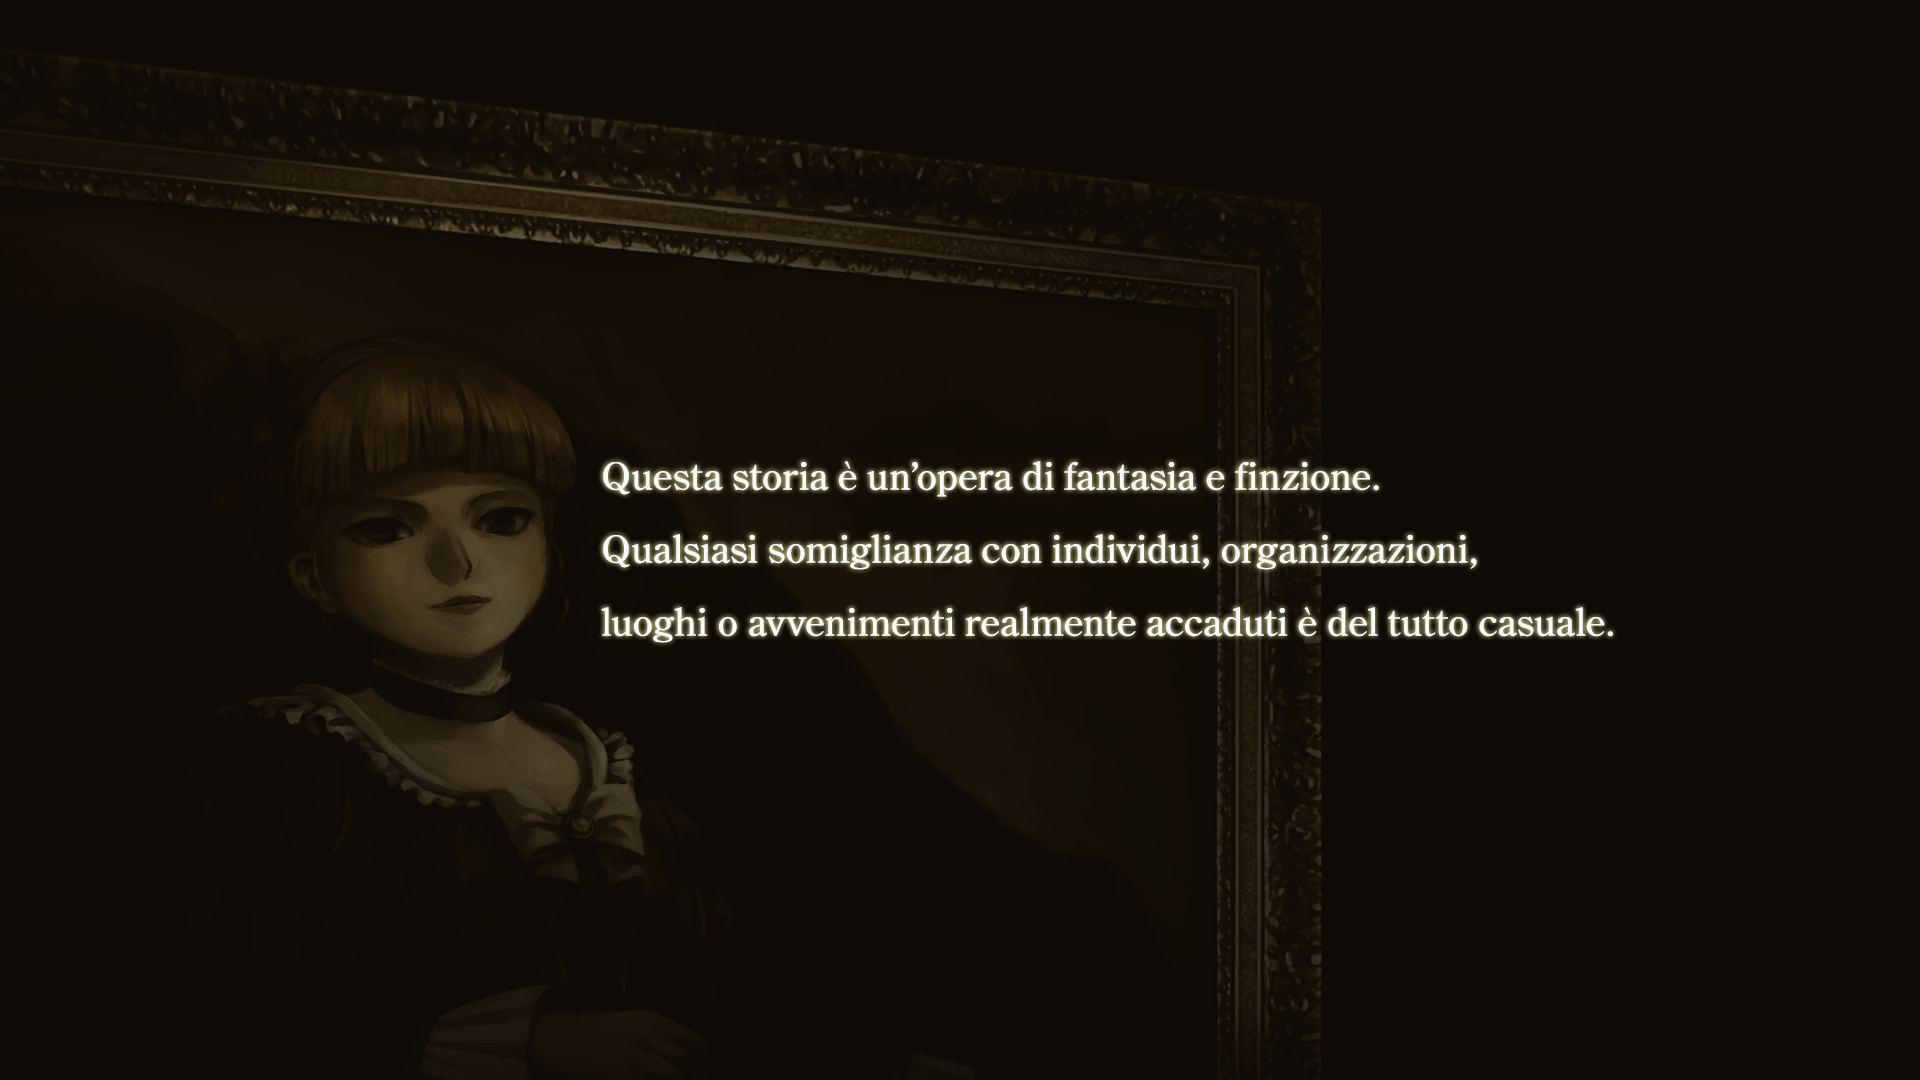 Questa storia è un’opera di fantasia e finzione.
Qualsiasi somiglianza con individui, organizzazioni,
luoghi o avvenimenti realmente accaduti è del tutto casuale.